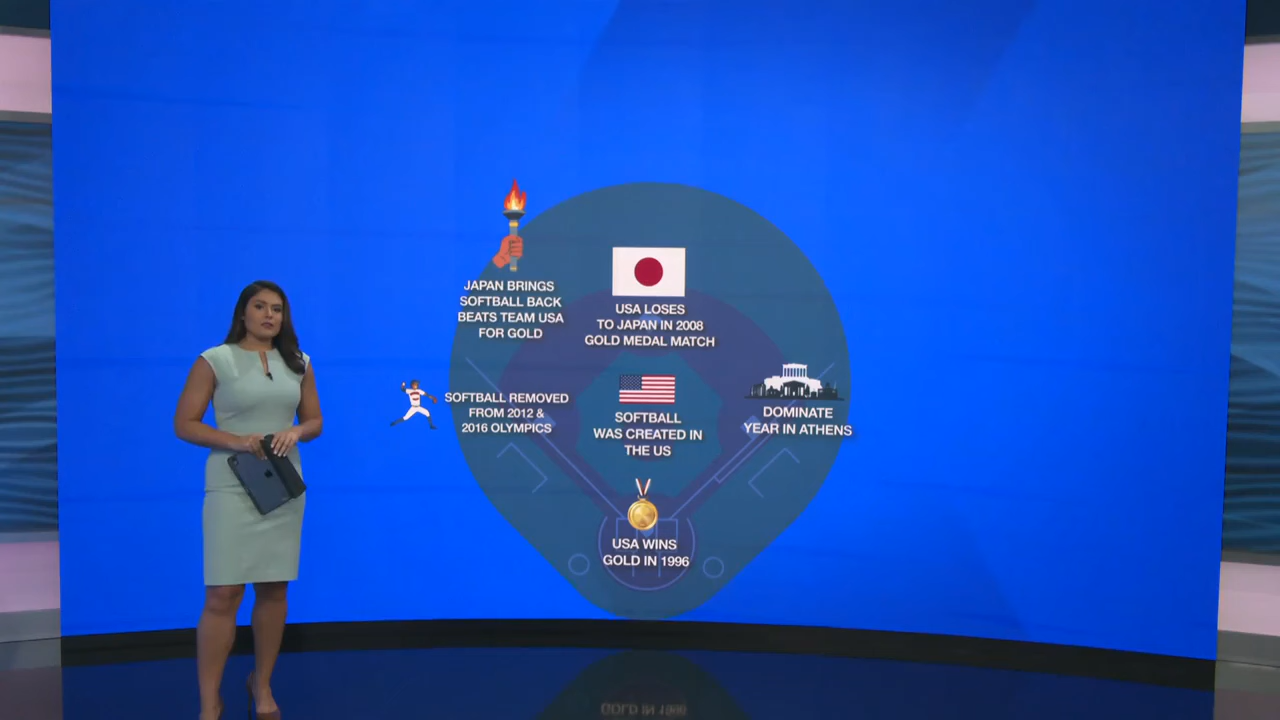 JAPAN BRINGS
SOFTBALL BACK
BEATS TEAM USA
FOR GOLD
USA LOSES
TO JAPAN IN 2008
GOLD MEDAL MATCH
SOFTBALL REMOVED
FROM 2012 &
2016 OLYMPICS
SOFTBALL
WAS CREATED IN
THE US
DOMINATE
YEAR IN ATHENS
USA WINS
GOLD IN 1996